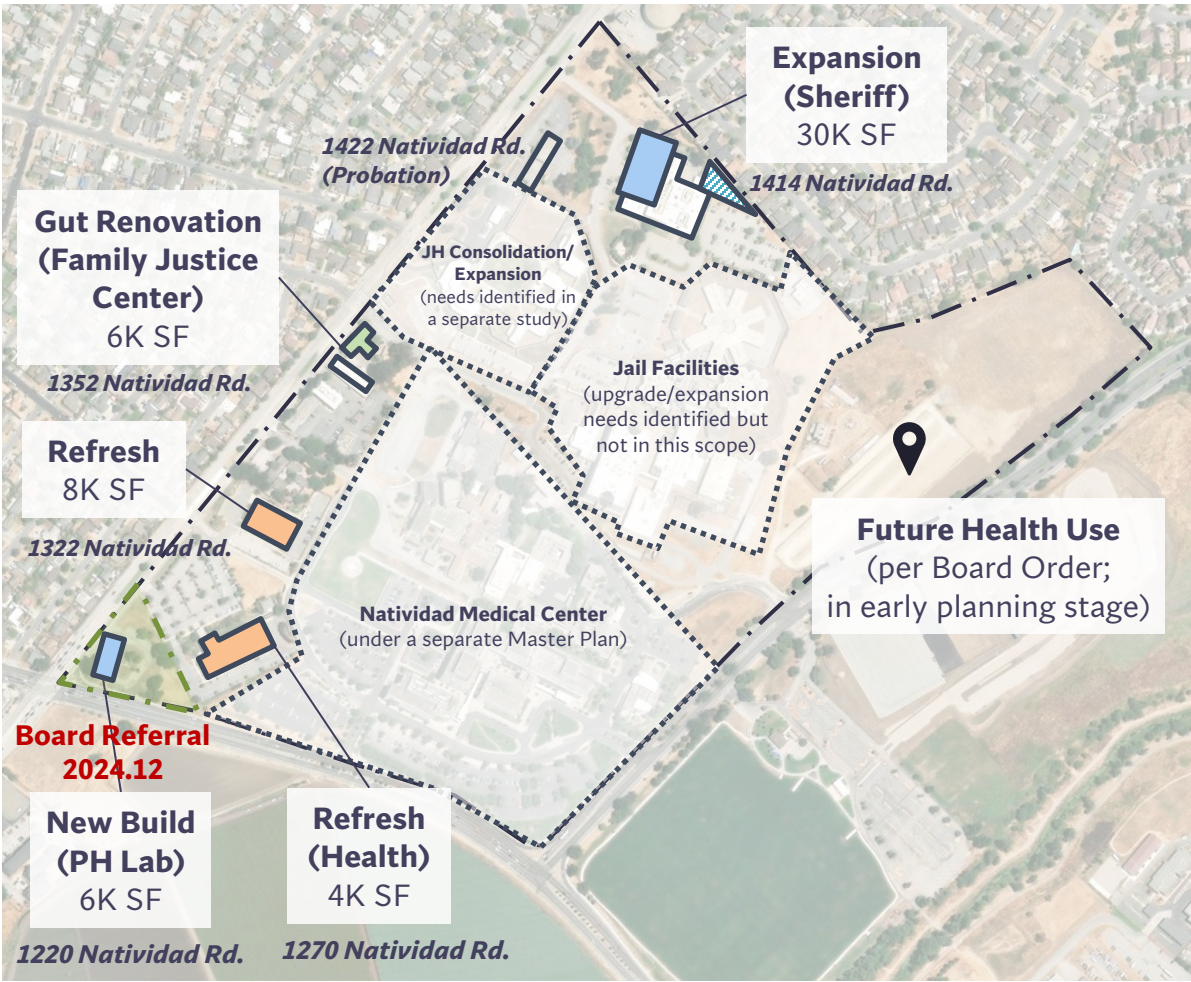 Expansion
(Sheriff)
30K SF
1414 Natividad Rd.
1422 Natividad Rd.
(Probation)
Gut Renovation
(Family Justice
Center)
6K SF
1352 Natividad Rd.
JH Consolidation/
Expansion
(needs identified in
a separate study)
Jail Facilities
(upgrade/expansion
needs identified but
not in this scope)
Refresh
8K SF
1322 Natividad Rd.
Future Health Use
(per Board Order;
in early planning stage)
Natividad Medical Center
(under a separate Master Plan)
Board Referral
2024.12
New Build
(PH Lab)
6K SF
1220 Natividad Rd.
Refresh
(Health)
4K SF
1270 Natividad Rd.